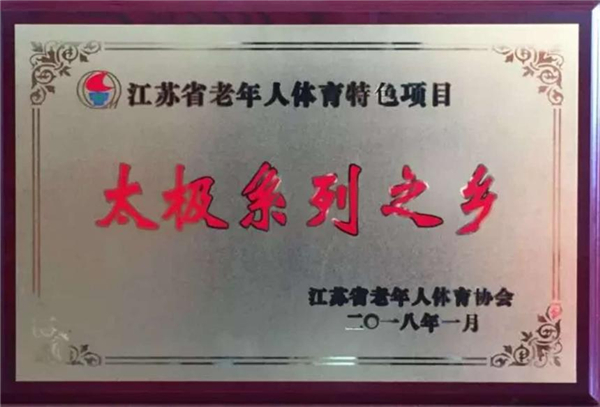 江苏省老年人体育特色项目
太极系列之乡
江苏省老年人体育协会
二〇一八年一月